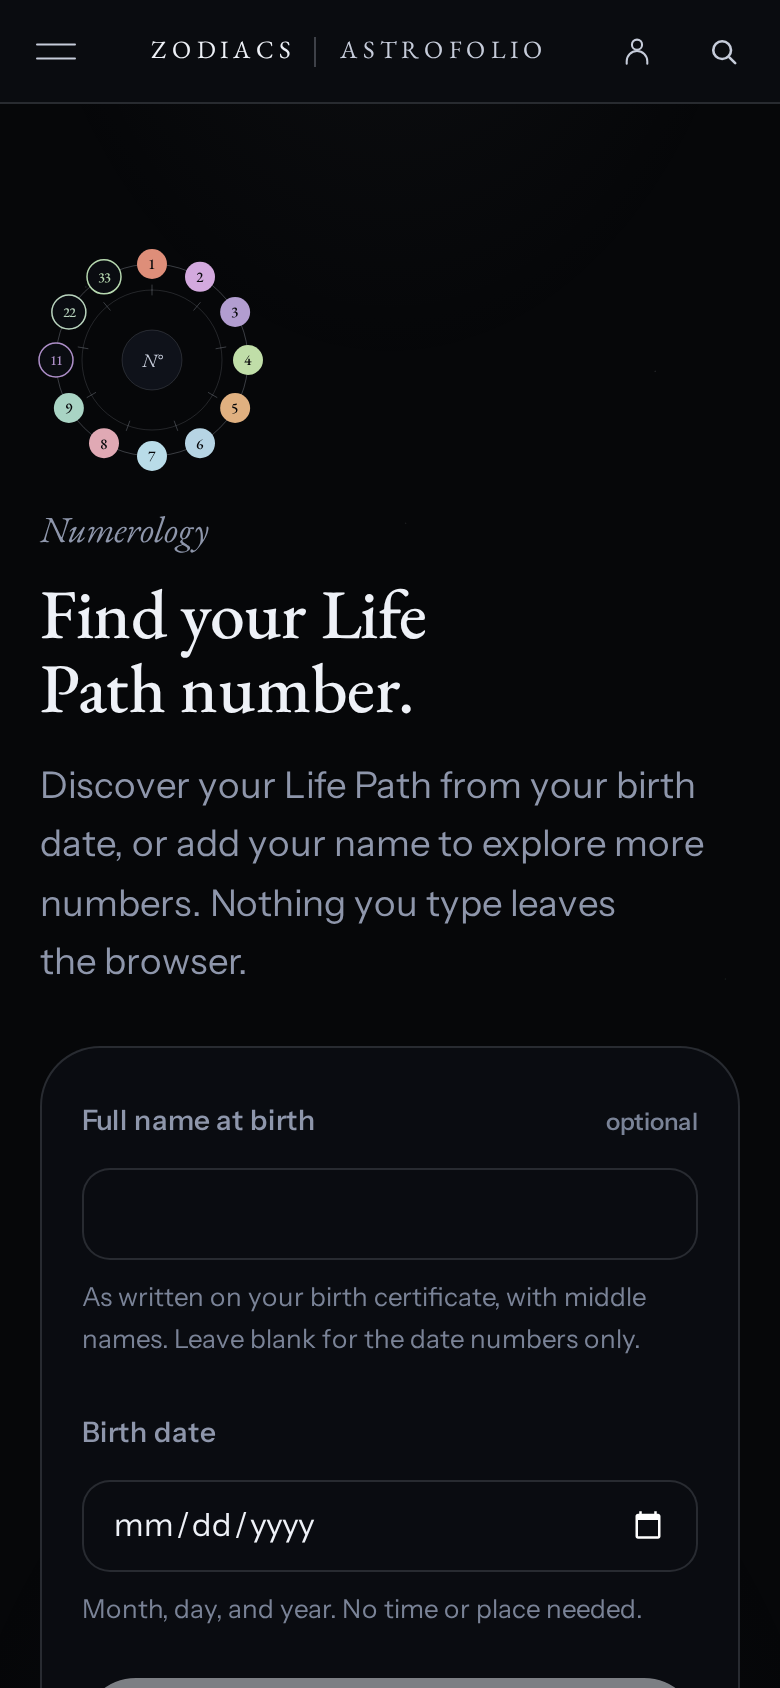 ZODIACS | ASTROFOLIO
1
2
3
4
5
6
7
8
9
11
22
33
N°
Numerology
Find your Life
Path number.
Discover your Life Path from your birth
date, or add your name to explore more
numbers. Nothing you type leaves
the browser.
Full name at birth optional
As written on your birth certificate, with middle
names. Leave blank for the date numbers only.
Birth date
mm/dd/yyyy
Month, day, and year. No time or place needed.